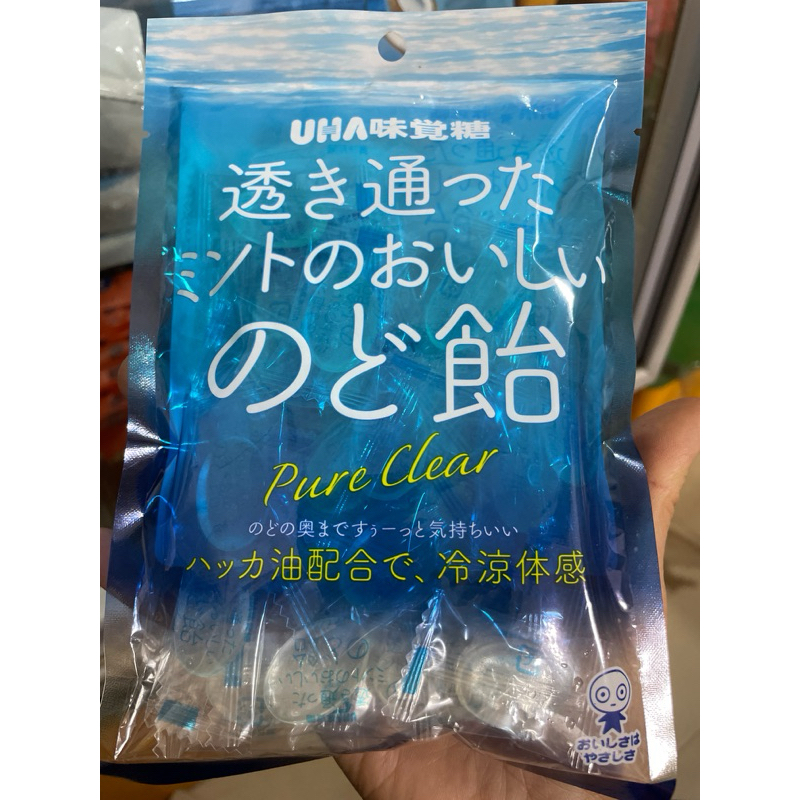 UHA味覚糖
透き通った
ミントのおいしい
のど飴
Pure Clear
のどの奥まですぅーっと気持ちいい
ハッカ油配合で、冷涼体感
おいしさは
やさしさ